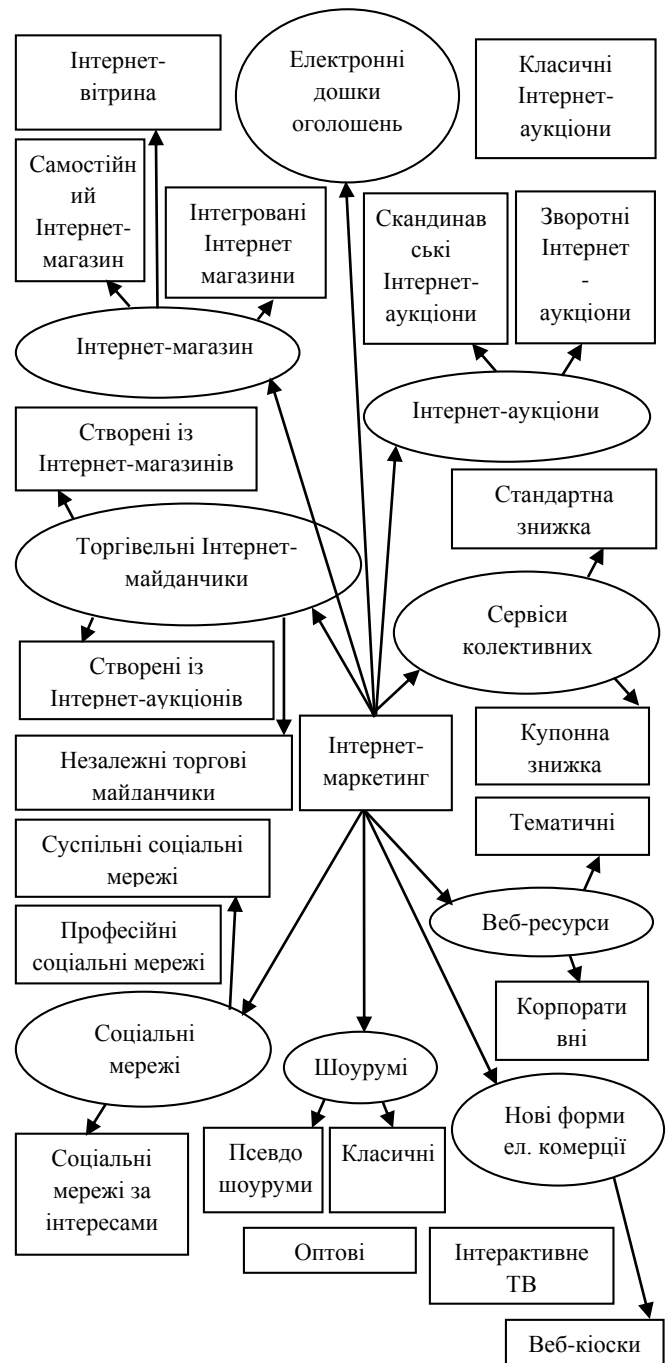 Інтернет-
вітрина
Електронні
дошки
оголошень
Класичні
Інтернет-
аукціони
Самостійн
ий
Інтернет-
магазин
Інтегровані
Інтернет
магазини
Скандинав
ські
Інтернет-
аукціони
Зворотні
Інтернет
-
аукціони
Інтернет-магазин
Інтернет-аукціони
Створені із
Інтернет-магазинів
Стандартна
знижка
Торгівельні Інтернет-
майданчики
Сервіси
колективних
Створені із
Інтернет-аукціонів
Незалежні торгові
майданчики
Інтернет-
маркетинг
Купонна
знижка
Суспільні соціальні
мережі
Тематичні
Професійні
соціальні мережі
Веб-ресурси
Корпорати
вні
Соціальні
мережі
Шоурумі
Нові форми
ел. комерції
Соціальні
мережі за
інтересами
Псевдо
шоуруми
Класичні
Оптові
Інтерактивне
ТВ
Веб-кіоски